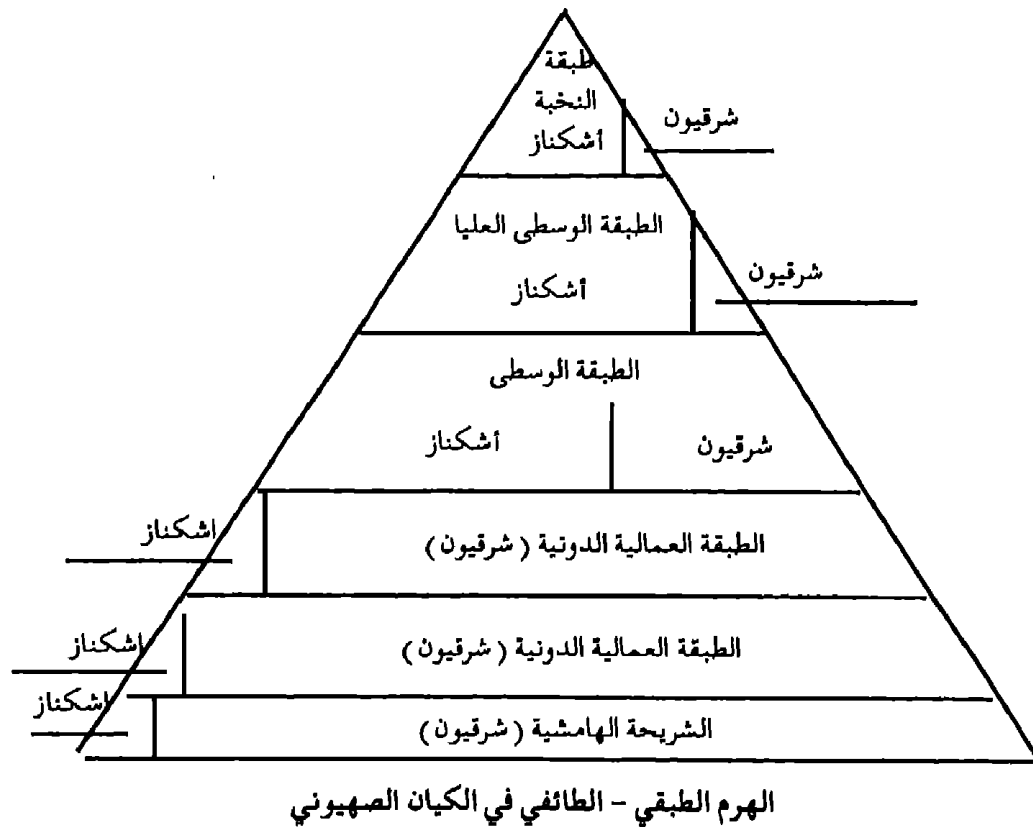 طبقة
النخبة
أشكناز
شرقيون
الطبقة الوسطى العليا
أشكناز
شرقيون
الطبقة الوسطى
شرقيون
أشكناز
الطبقة العمالية الدونية (شرقيون)
اشكناز
الطبقة العمالية الدونية (شرقيون)
اشكناز
الشريحة الهامشية (شرقيون)
اشكناز
الهرم الطبقي - الطائفي في الكيان الصهيوني